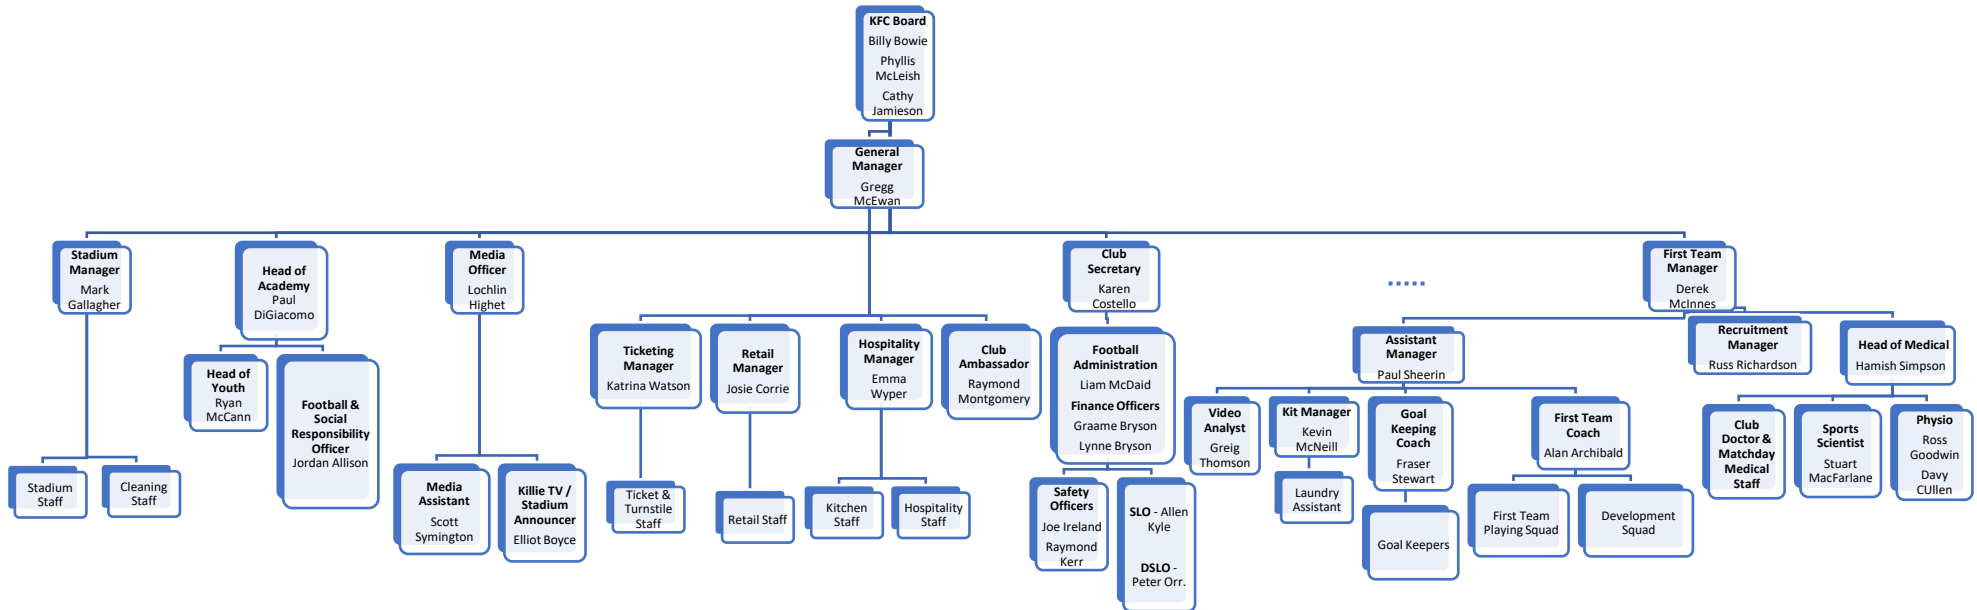 KFC Board
Billy Bowie
Phyllis
McLeish
Cathy
Jamieson
General
Manager
Gregg
McEwan
Stadium
Manager
Mark
Gallagher
Stadium
Staff
Cleaning
Staff
Head of
Academy
Paul
DiGiacomo
Head of
Youth
Ryan
McCann
Football &
Social
Responsibility
Officer
Jordan Allison
Media
Officer
Lochlin
Highet
Media
Assistant
Scott
Symington
Killie TV /
Stadium
Announcer
Elliot Boyce
Ticketing
Manager
Katrina Watson
Ticket &
Turnstile
Staff
Retail
Manager
Josie Corrie
Retail Staff
Hospitality
Manager
Emma
Wyper
Kitchen
Staff
Hospitality
Staff
Club
Ambassador
Raymond
Montgomery
Club
Secretary
Karen
Costello
Football
Administration
Liam McDaid
Finance Officers
Graame Bryson
Lynne Bryson
Safety
Officers
Joe Ireland
Raymond
Kerr
SLO - Allen
Kyle
DSLO -
Peter Orr.
.....
First Team
Manager
Derek
McInnes
Assistant
Manager
Paul Sheerin
Video
Analyst
Greig
Thomson
Kit Manager
Kevin
McNeill
Laundry
Assistant
Goal
Keeping
Coach
Fraser
Stewart
Goal Keepers
First Team
Coach
Alan Archibald
First Team
Playing Squad
Development
Squad
Recruitment
Manager
Russ Richardson
Head of Medical
Hamish Simpson
Club
Doctor &
Matchday
Medical
Staff
Sports
Scientist
Stuart
MacFarlane
Physio
Ross
Goodwin
Davy
CUllen